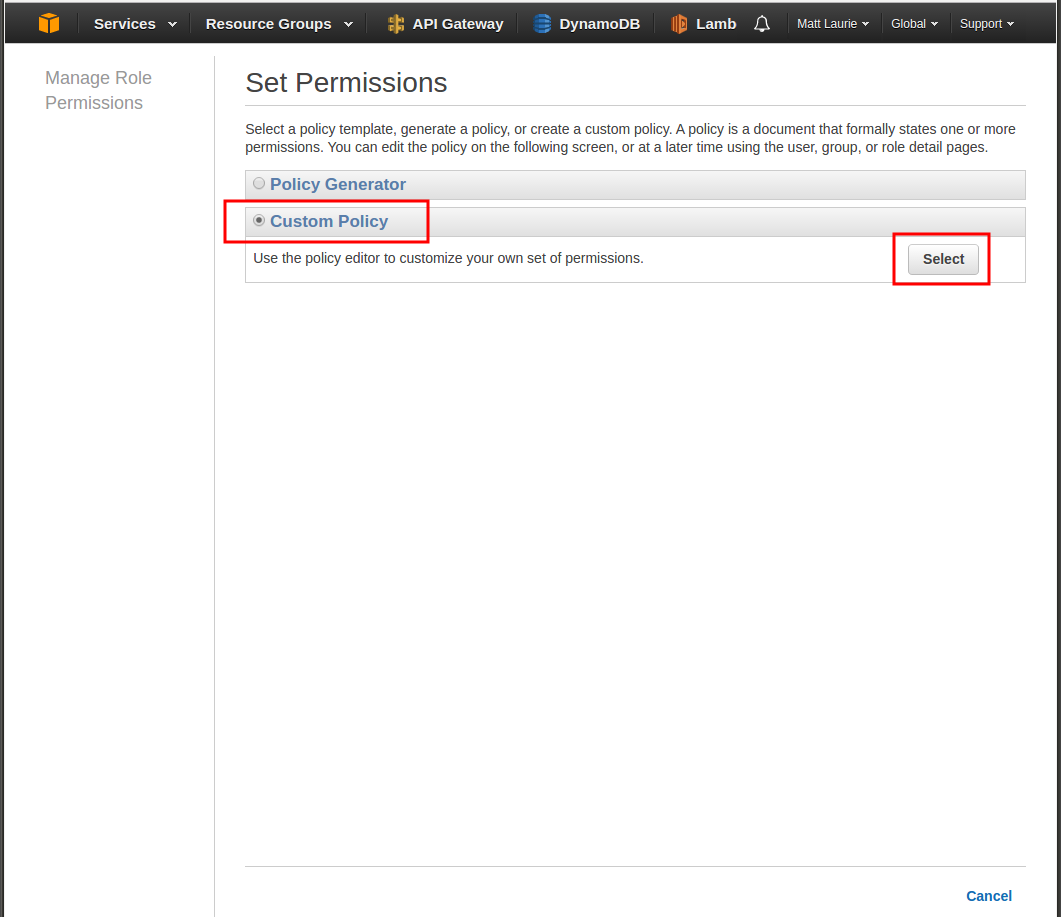 Services Resource Groups API Gateway DynamoDB Lamb Matt Laurie Global Support
Manage Role
Permissions
Set Permissions
Select a policy template, generate a policy, or create a custom policy. A policy is a document that formally states one or more
permissions. You can edit the policy on the following screen, or at a later time using the user, group, or role detail pages.
Policy Generator
Custom Policy
Use the policy editor to customize your own set of permissions.
Select
Cancel